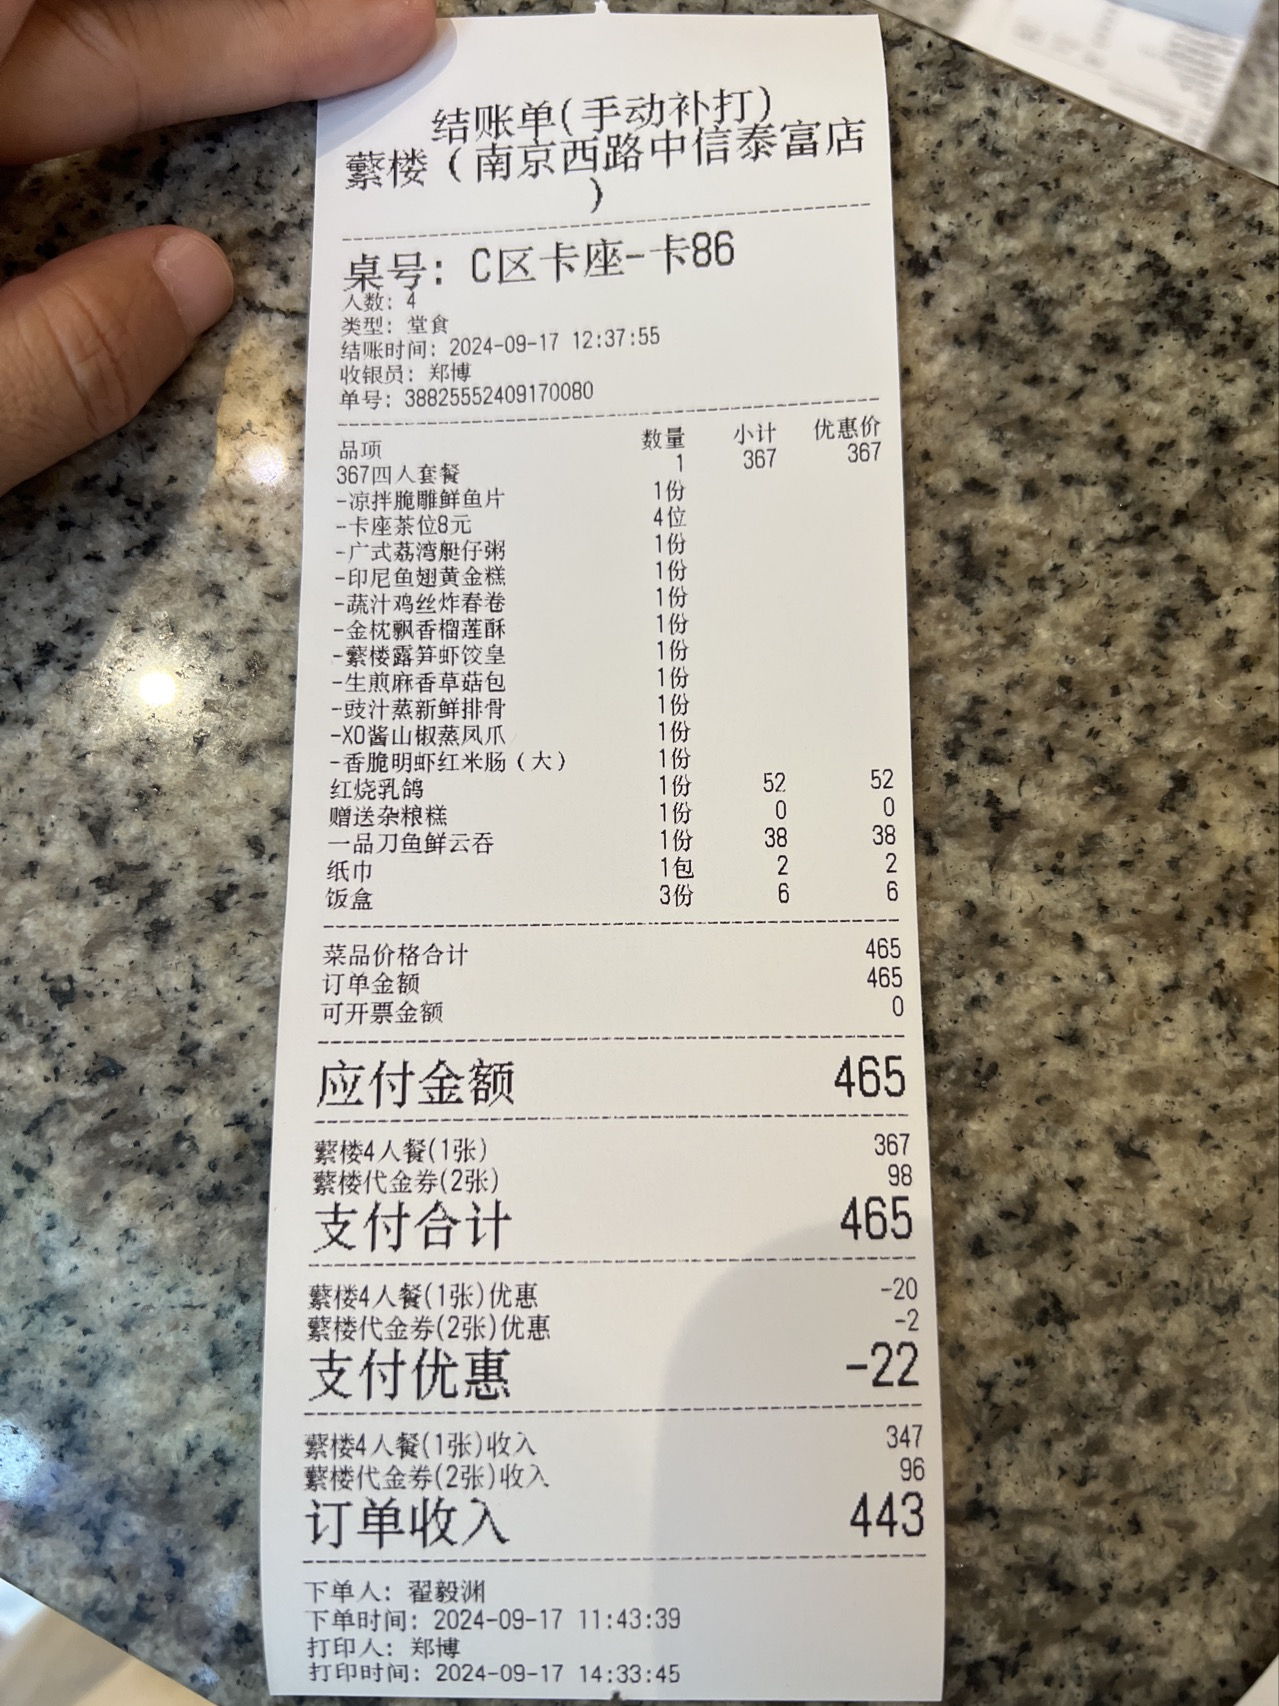 结账单(手动补打)
蘩楼（南京西路中信泰富店
）
桌号: C区卡座-卡86
人数: 4
类型: 堂食
结账时间: 2024-09-17 12:37:55
收银员: 郑博
单号: 38825552409170080
品项 数量 小计 优惠价
367四人套餐 1 367 367
-凉拌脆雕鲜鱼片 1份
-卡座茶位8元 4位
-广式荔湾艇仔粥 1份
-印尼鱼翅黄金糕 1份
-蔬汁鸡丝炸春卷 1份
-金枕飘香榴莲酥 1份
-蘩楼露笋虾饺皇 1份
-生煎麻香草菇包 1份
-豉汁蒸新鲜排骨 1份
-XO酱山椒蒸凤爪 1份
-香脆明虾红米肠（大） 1份
红烧乳鸽 1份 52 52
赠送杂粮糕 1份 0 0
一品刀鱼鲜云吞 1份 38 38
纸巾 1包 2 2
饭盒 3份 6 6
菜品价格合计 465
订单金额 465
可开票金额 0
应付金额 465
蘩楼4人餐(1张) 367
蘩楼代金券(2张) 98
支付合计 465
蘩楼4人餐(1张)优惠 -20
蘩楼代金券(2张)优惠 -2
支付优惠 -22
蘩楼4人餐(1张)收入 347
蘩楼代金券(2张)收入 96
订单收入 443
下单人: 翟毅渊
下单时间: 2024-09-17 11:43:39
打印人: 郑博
打印时间: 2024-09-17 14:33:45